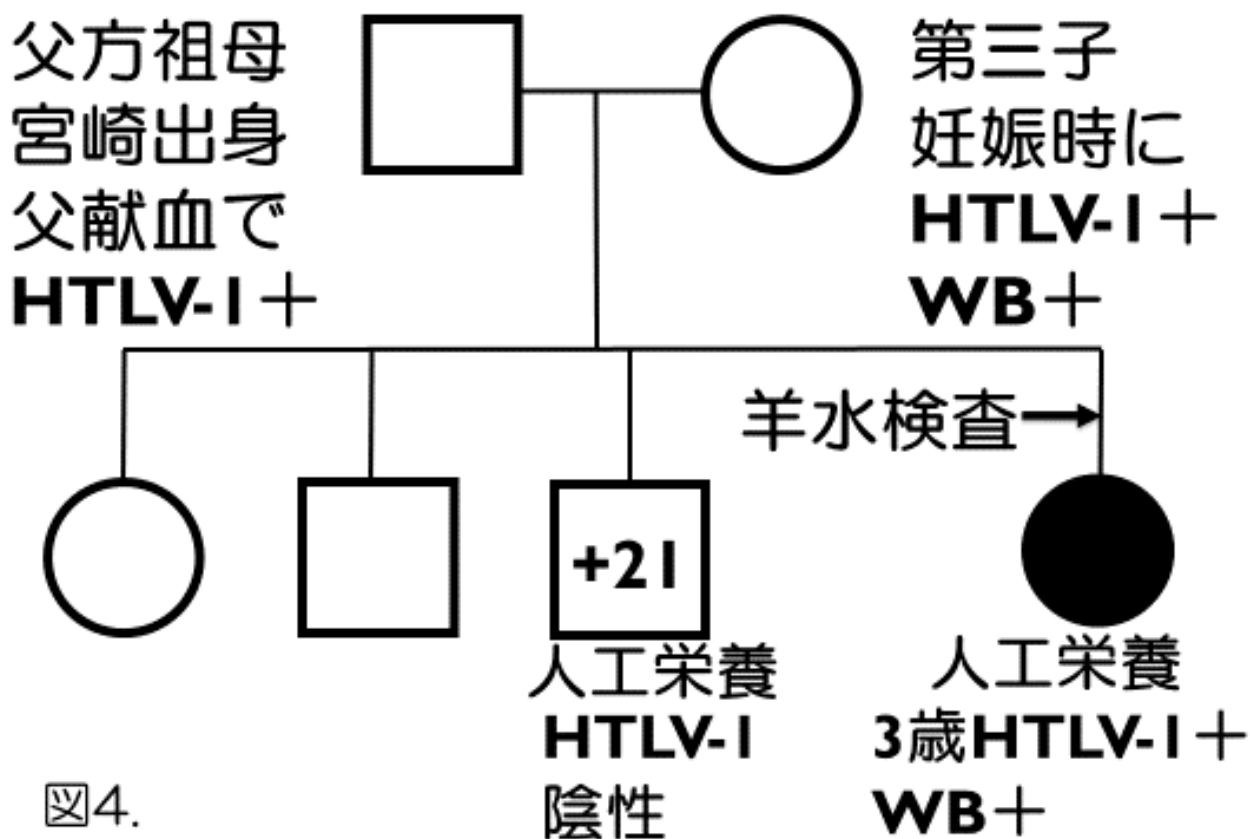 父方祖母
宮崎出身
父献血で
HTLV-1＋
第三子
妊娠時に
HTLV-1＋
WB＋
羊水検査
+21
人工栄養
HTLV-1
陰性
人工栄養
3歳HTLV-1＋
WB＋
図4.